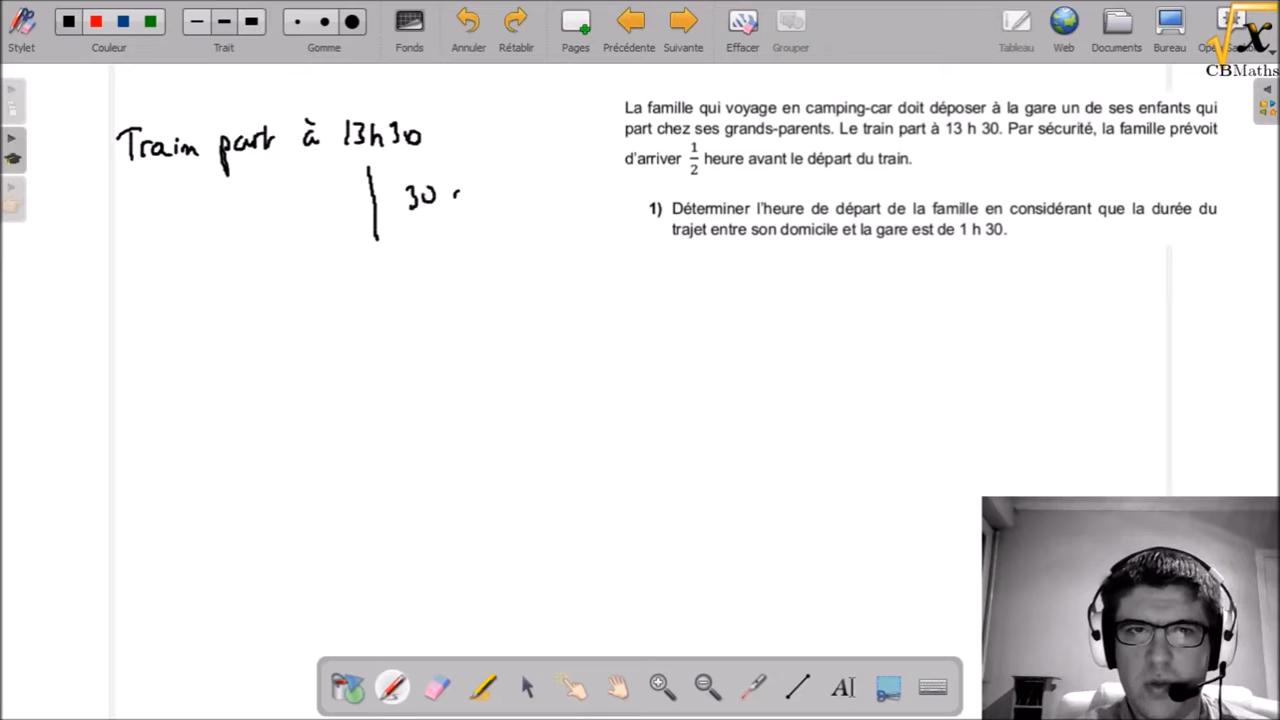 Stylet Couleur Trait Gomme Fonds Annuler Rétablir Pages Précédente Suivante Effacer Grouper Tableau Web Documents Bureau
CBMaths
Train part à 13h30
30
La famille qui voyage en camping-car doit déposer à la gare un de ses enfants qui
part chez ses grands-parents. Le train part à 13 h 30. Par sécurité, la famille prévoit
d'arriver 1/2 heure avant le départ du train.
1) Déterminer l'heure de départ de la famille en considérant que la durée du
trajet entre son domicile et la gare est de 1 h 30.
AI